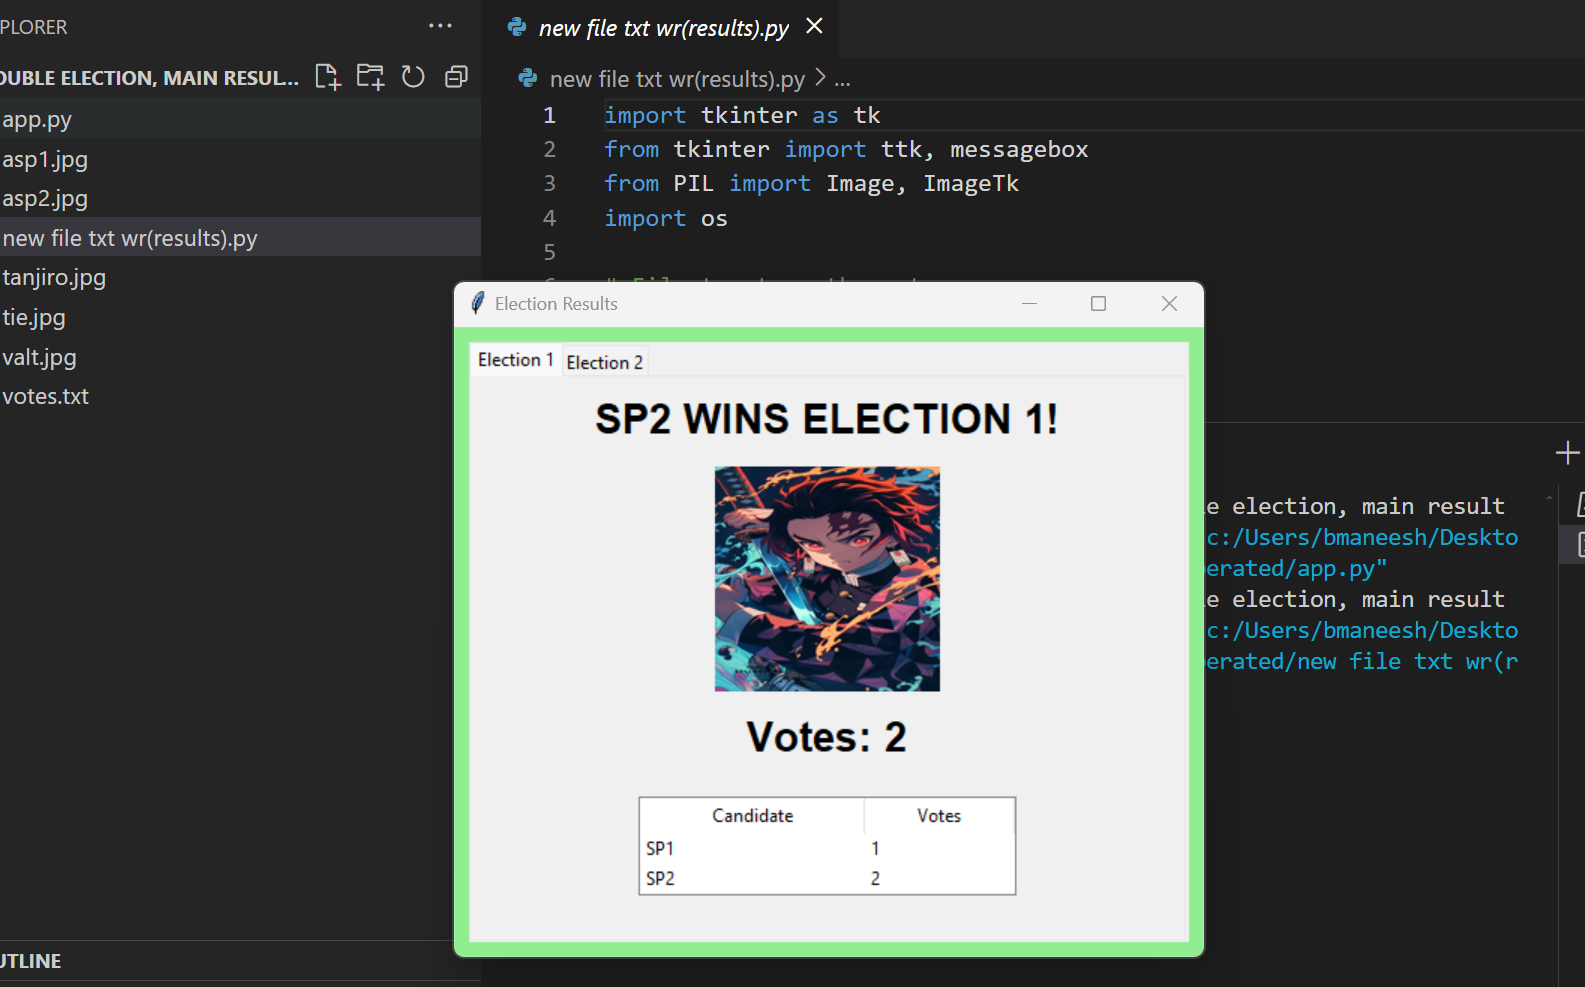 PLORER
OUBLE ELECTION, MAIN RESUL...
app.py
asp1.jpg
asp2.jpg
new file txt wr(results).py
tanjiro.jpg
tie.jpg
valt.jpg
votes.txt
UTLINE
new file txt wr(results).py
new file txt wr(results).py > ...
1 import tkinter as tk
2 from tkinter import ttk, messagebox
3 from PIL import Image, ImageTk
4 import os
5
Election Results
Election 1 Election 2
SP2 WINS ELECTION 1!
Votes: 2
Candidate Votes
SP1 1
SP2 2
e election, main result
c:/Users/bmaneesh/Deskto
erated/app.py"
e election, main result
c:/Users/bmaneesh/Deskto
erated/new file txt wr(r